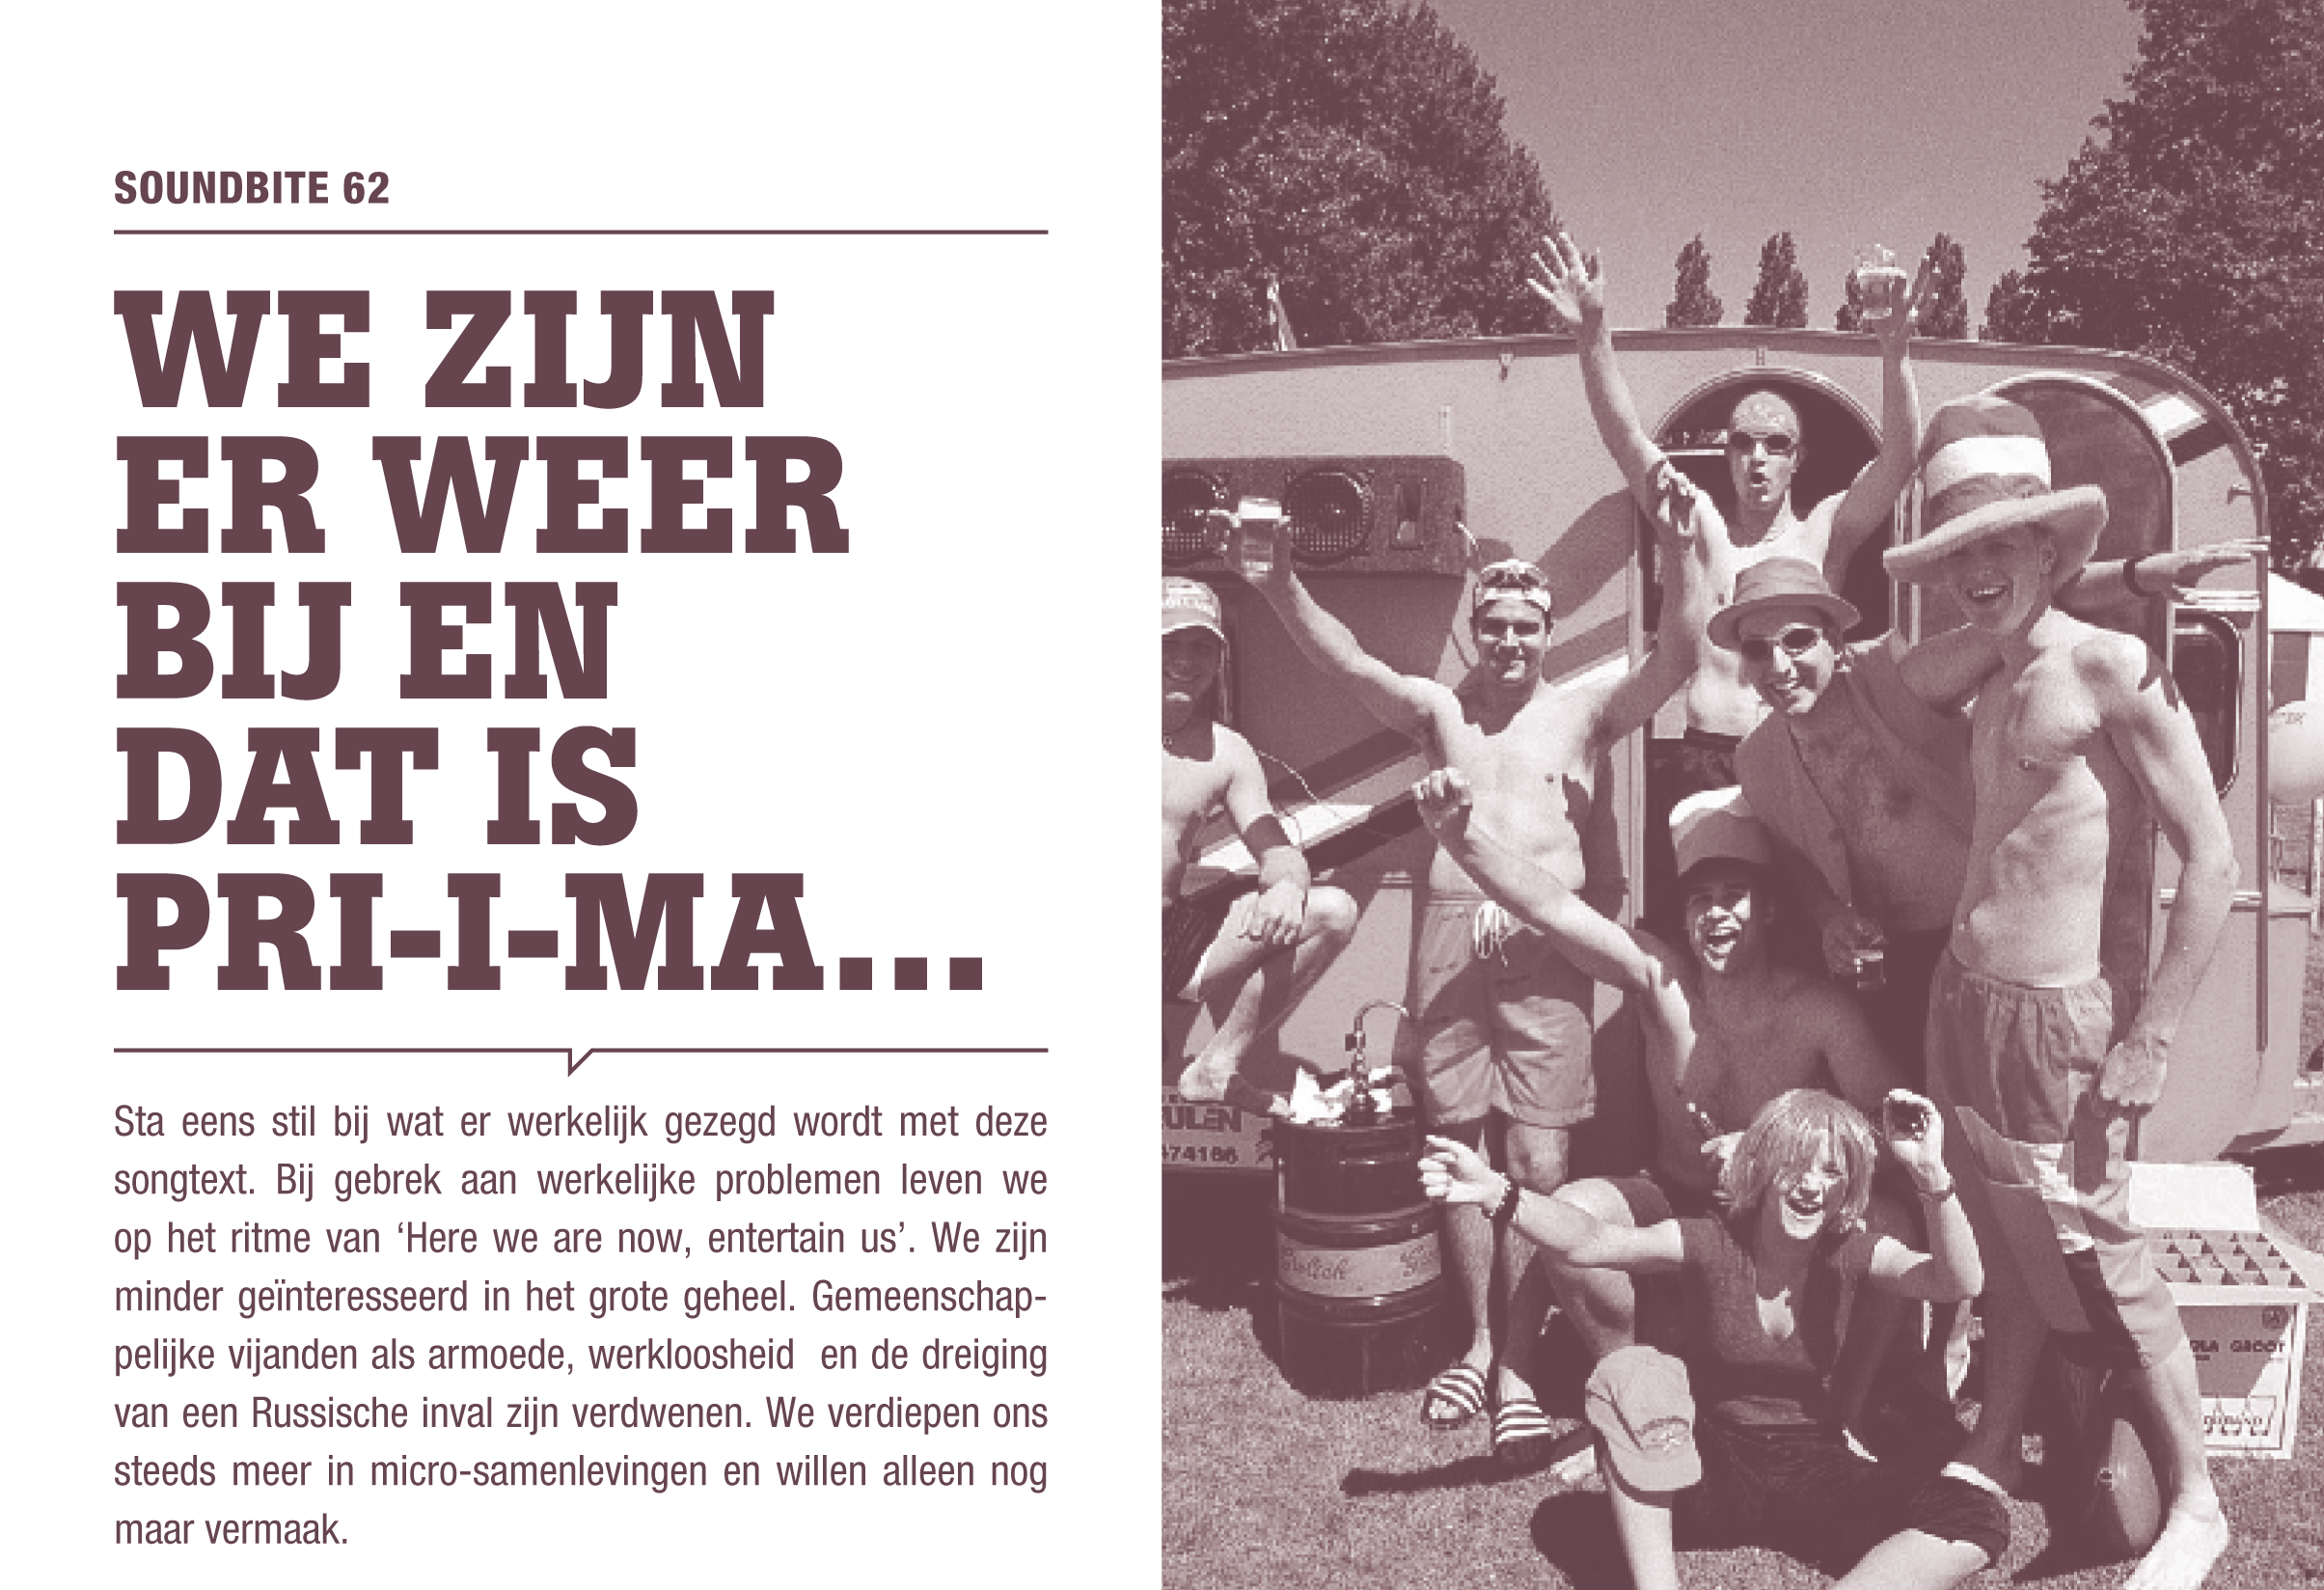 SOUNDBITE 62
WE ZIJN
ER WEER
BIJ EN
DAT IS
PRI-I-MA...
Sta eens stil bij wat er werkelijk gezegd wordt met deze
songtext. Bij gebrek aan werkelijke problemen leven we
op het ritme van ‘Here we are now, entertain us’. We zijn
minder geïnteresseerd in het grote geheel. Gemeenschap-
pelijke vijanden als armoede, werkloosheid  en de dreiging
van een Russische inval zijn verdwenen. We verdiepen ons
steeds meer in micro-samenlevingen en willen alleen nog
maar vermaak.
ULEN
474186
Grolsch
GROOT